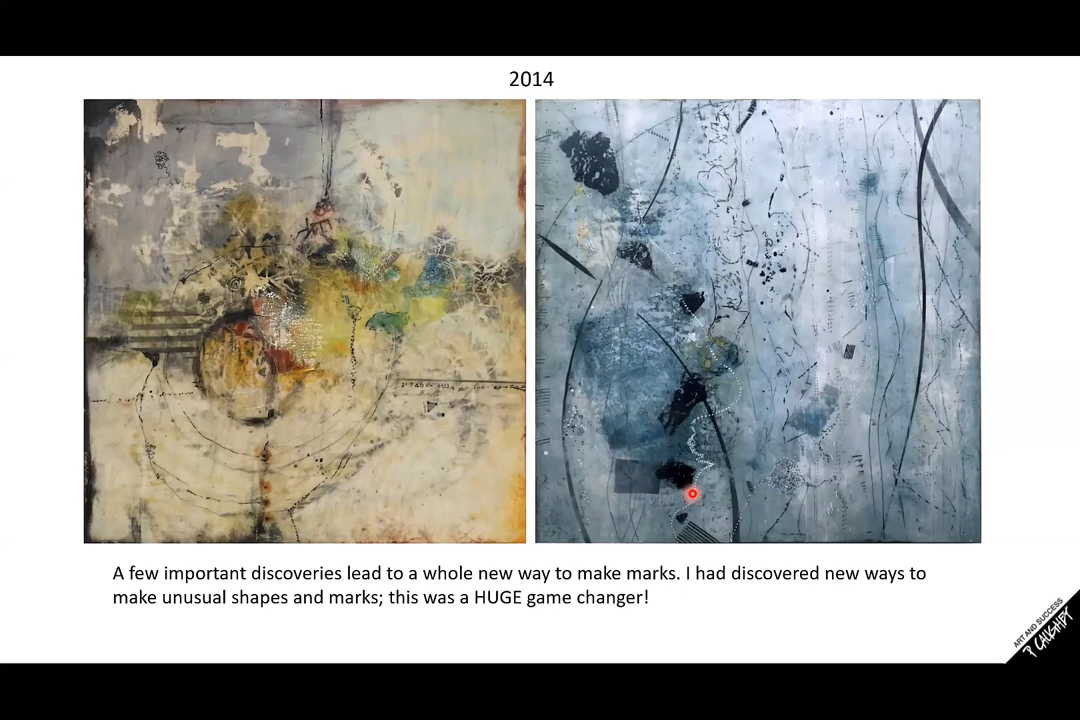 2014
A few important discoveries lead to a whole new way to make marks. I had discovered new ways to
make unusual shapes and marks; this was a HUGE game changer!
ART AND SUCCESS
P CAUGHEY